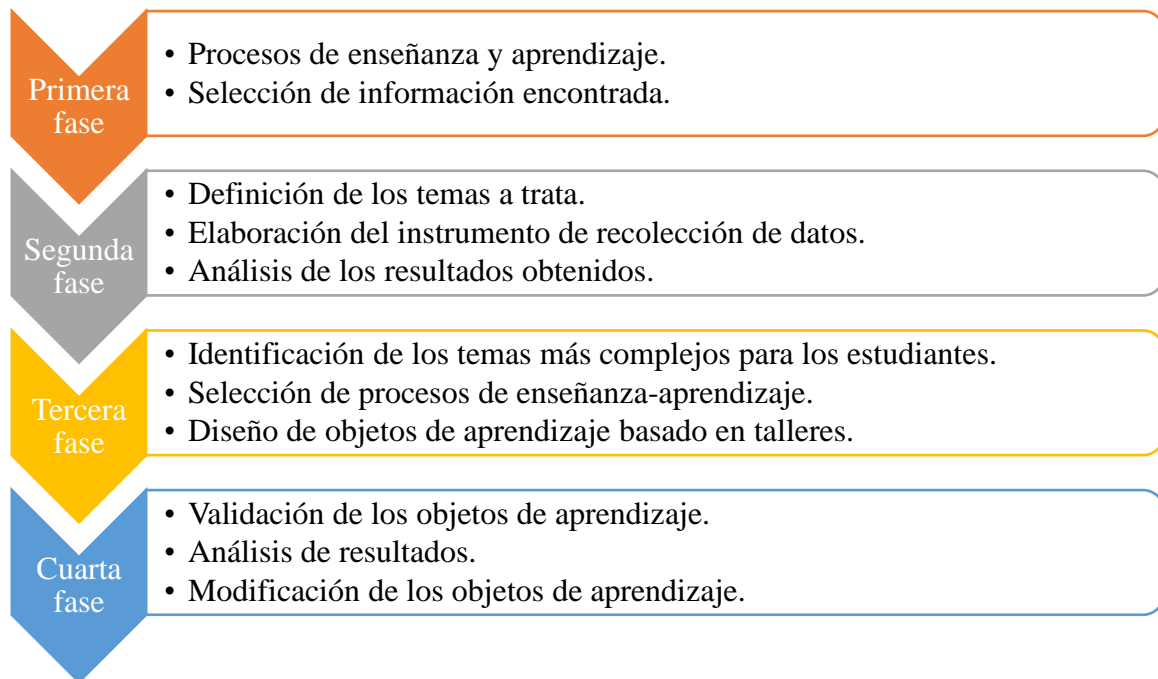 Primera
fase
• Procesos de enseñanza y aprendizaje.
• Selección de información encontrada.
Segunda
fase
• Definición de los temas a trata.
• Elaboración del instrumento de recolección de datos.
• Análisis de los resultados obtenidos.
Tercera
fase
• Identificación de los temas más complejos para los estudiantes.
• Selección de procesos de enseñanza-aprendizaje.
• Diseño de objetos de aprendizaje basado en talleres.
Cuarta
fase
• Validación de los objetos de aprendizaje.
• Análisis de resultados.
• Modificación de los objetos de aprendizaje.